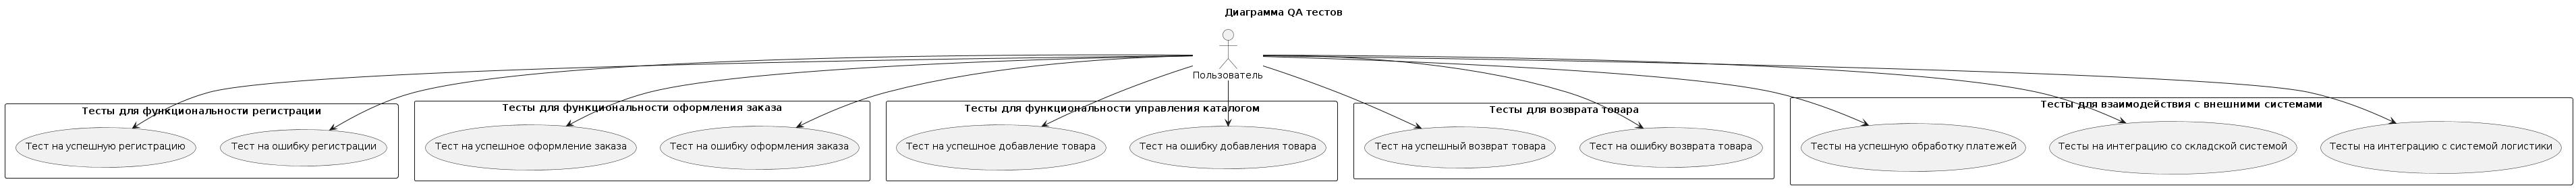 Диаграмма QA тестов
Пользователь
Тесты для функциональности регистрации
Тест на успешную регистрацию
Тест на ошибку регистрации
Тесты для функциональности оформления заказа
Тест на успешное оформление заказа
Тест на ошибку оформления заказа
Тесты для функциональности управления каталогом
Тест на успешное добавление товара
Тест на ошибку добавления товара
Тесты для возврата товара
Тест на успешный возврат товара
Тест на ошибку возврата товара
Тесты для взаимодействия с внешними системами
Тесты на успешную обработку платежей
Тесты на интеграцию со складской системой
Тесты на интеграцию с системой логистики